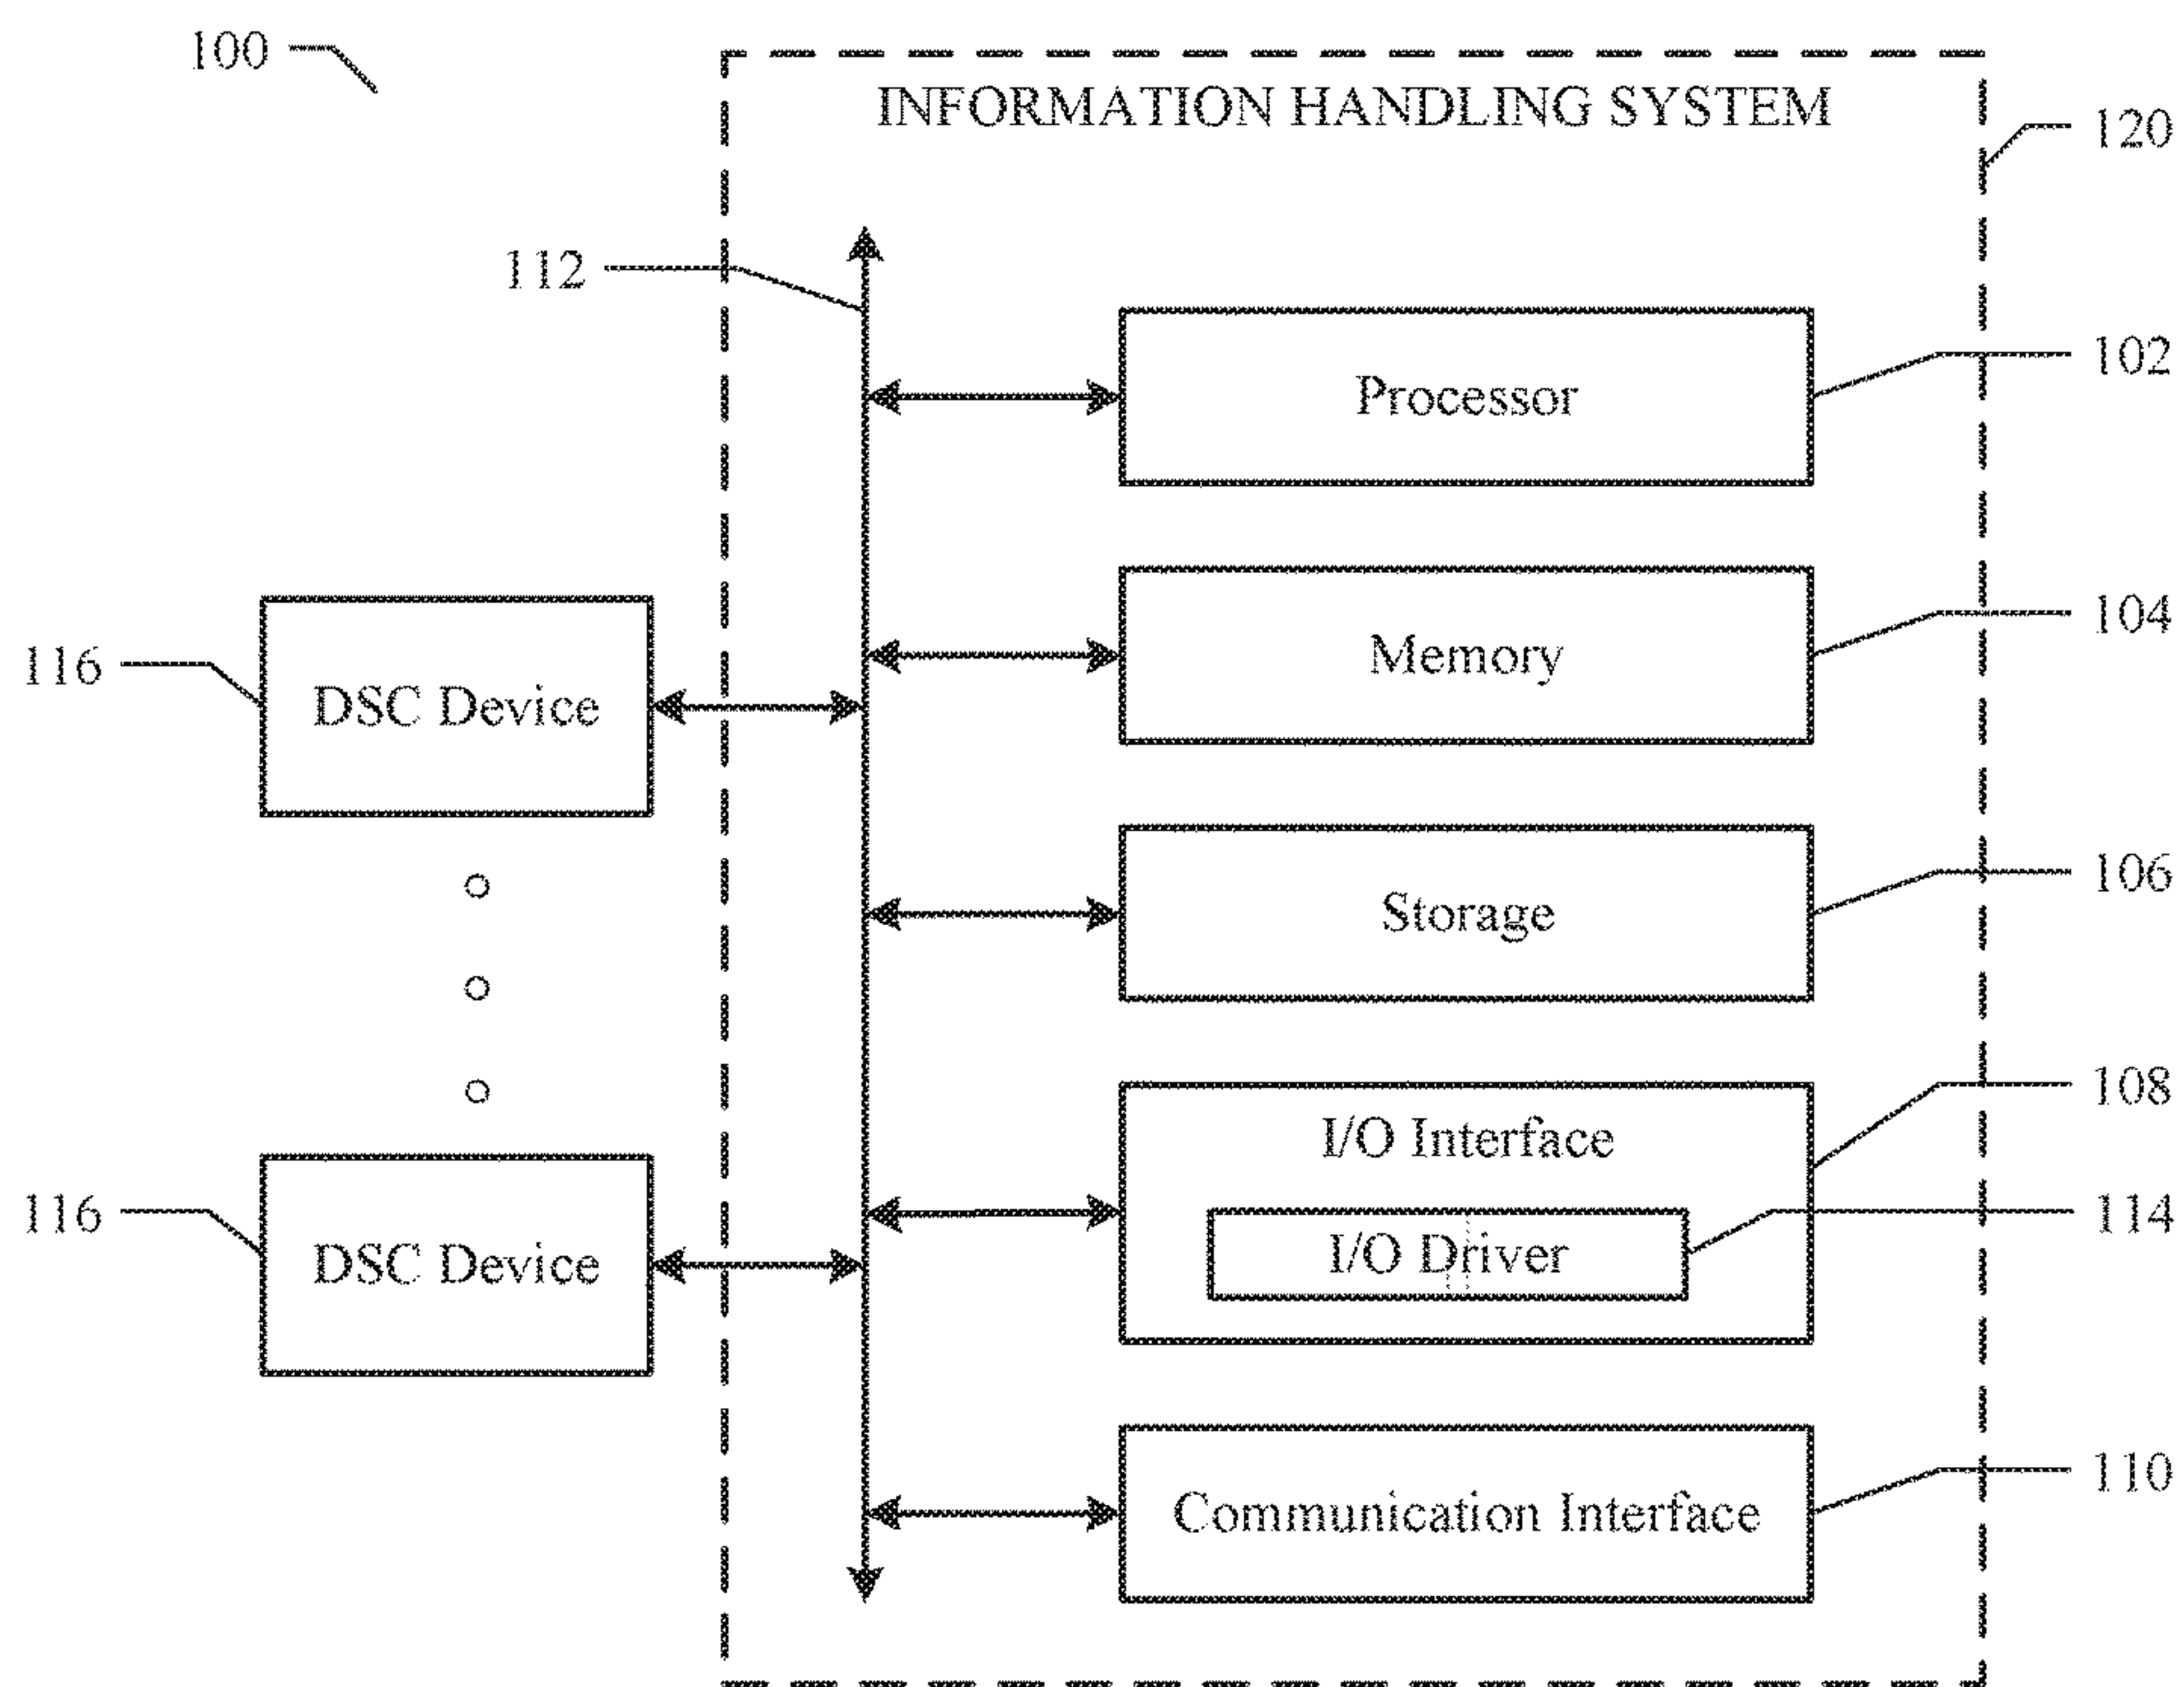 100
INFORMATION HANDLING SYSTEM
120
112
Processor
102
Memory
104
116
DSC Device
Storage
106
I/O Interface
108
116
DSC Device
I/O Driver
114
Communication Interface
110